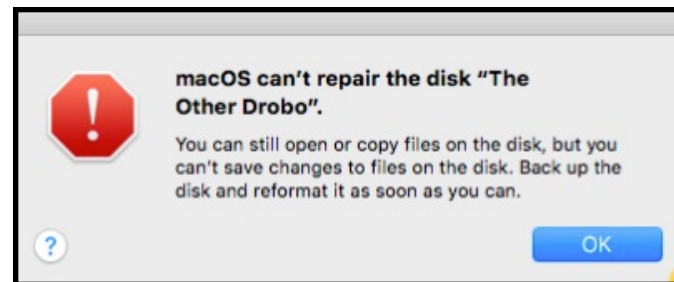 macOS can't repair the disk “The
Other Drobo”.
You can still open or copy files on the disk, but you
can't save changes to files on the disk. Back up the
disk and reformat it as soon as you can.
?
OK